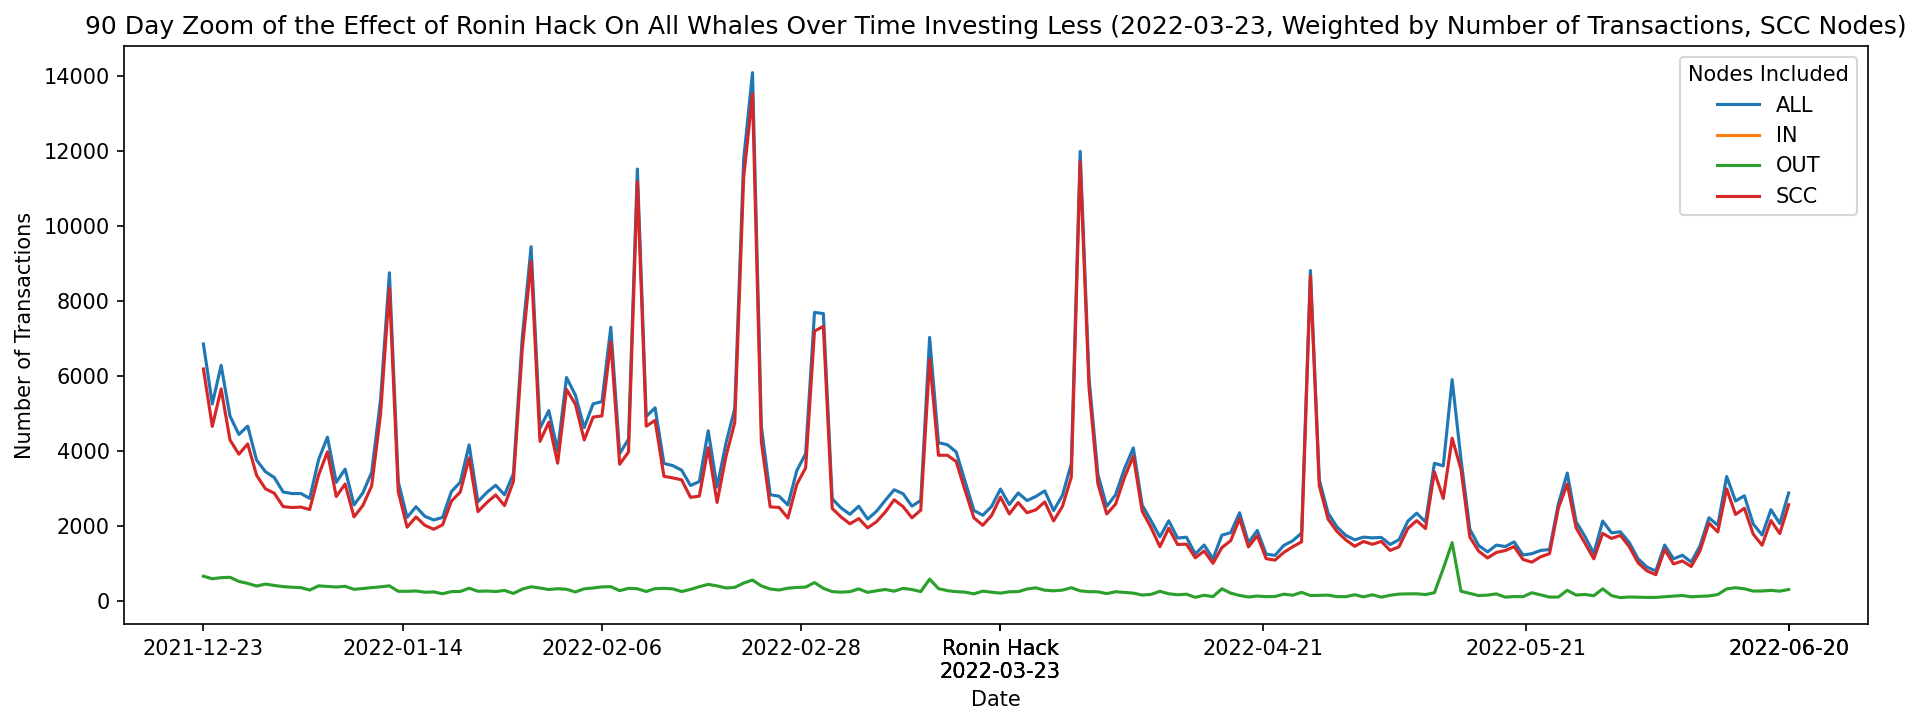 90 Day Zoom of the Effect of Ronin Hack On All Whales Over Time Investing Less (2022-03-23, Weighted by Number of Transactions, SCC Nodes)
Nodes Included
ALL
IN
OUT
SCC
Number of Transactions
14000
12000
10000
8000
6000
4000
2000
0
2021-12-23
2022-01-14
2022-02-06
2022-02-28
Ronin Hack
2022-03-23
2022-04-21
2022-05-21
2022-06-20
Date